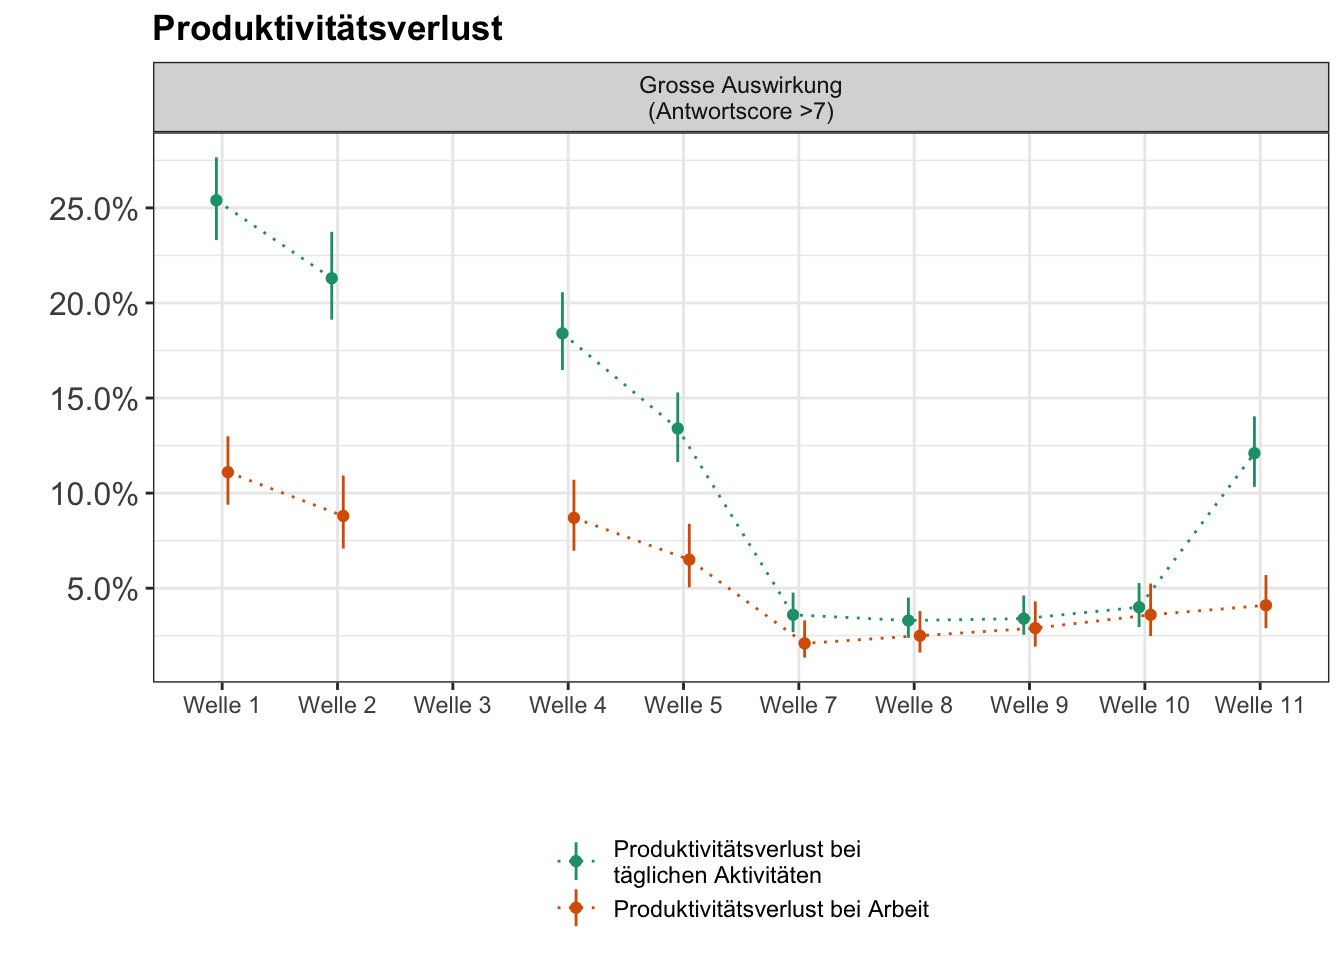 Produktivitätsverlust
Grosse Auswirkung
(Antwortscore >7)
25.0%
20.0%
15.0%
10.0%
5.0%
Welle 1 Welle 2 Welle 3 Welle 4 Welle 5 Welle 7 Welle 8 Welle 9 Welle 10 Welle 11
Produktivitätsverlust bei
täglichen Aktivitäten
Produktivitätsverlust bei Arbeit